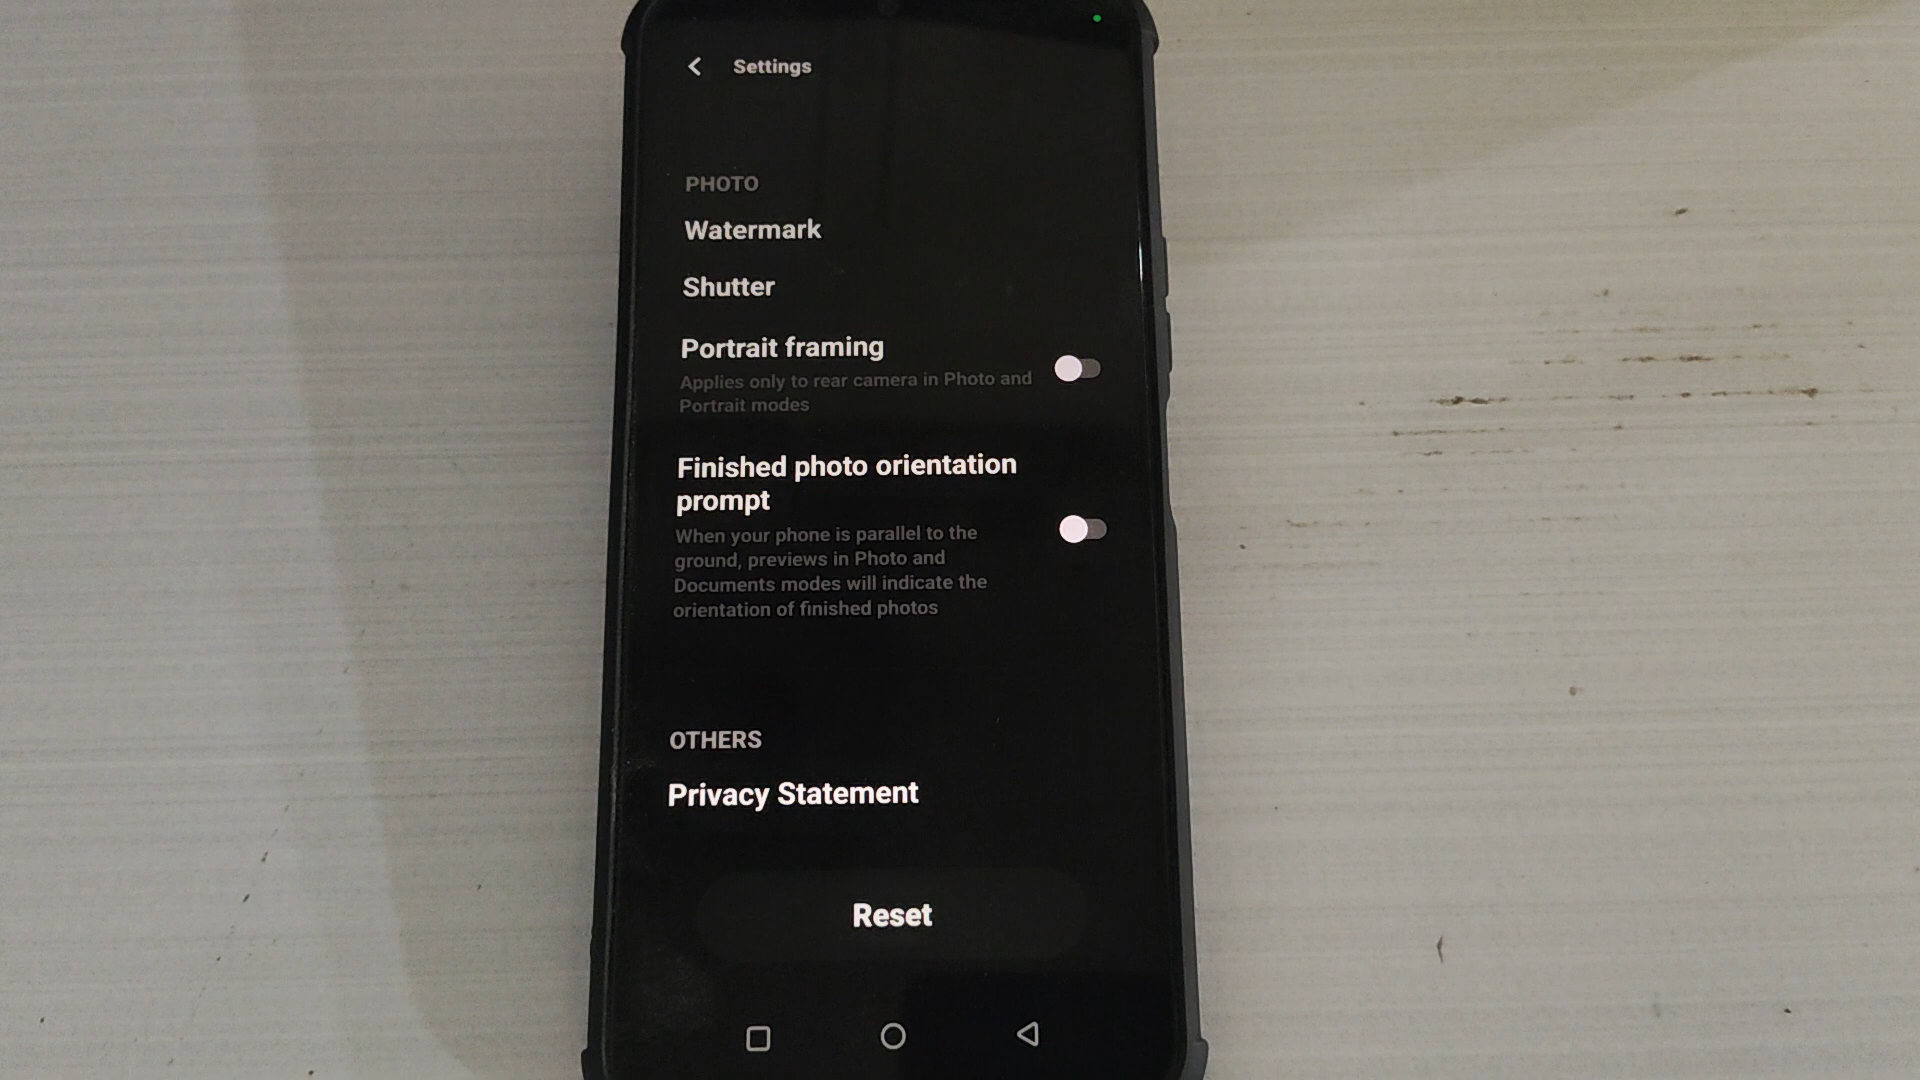 Settings
PHOTO
Watermark
Shutter
Portrait framing
Applies only to rear camera in Photo and
Portrait modes
Finished photo orientation
prompt
When your phone is parallel to the
ground, previews in Photo and
Documents modes will indicate the
orientation of finished photos
OTHERS
Privacy Statement
Reset